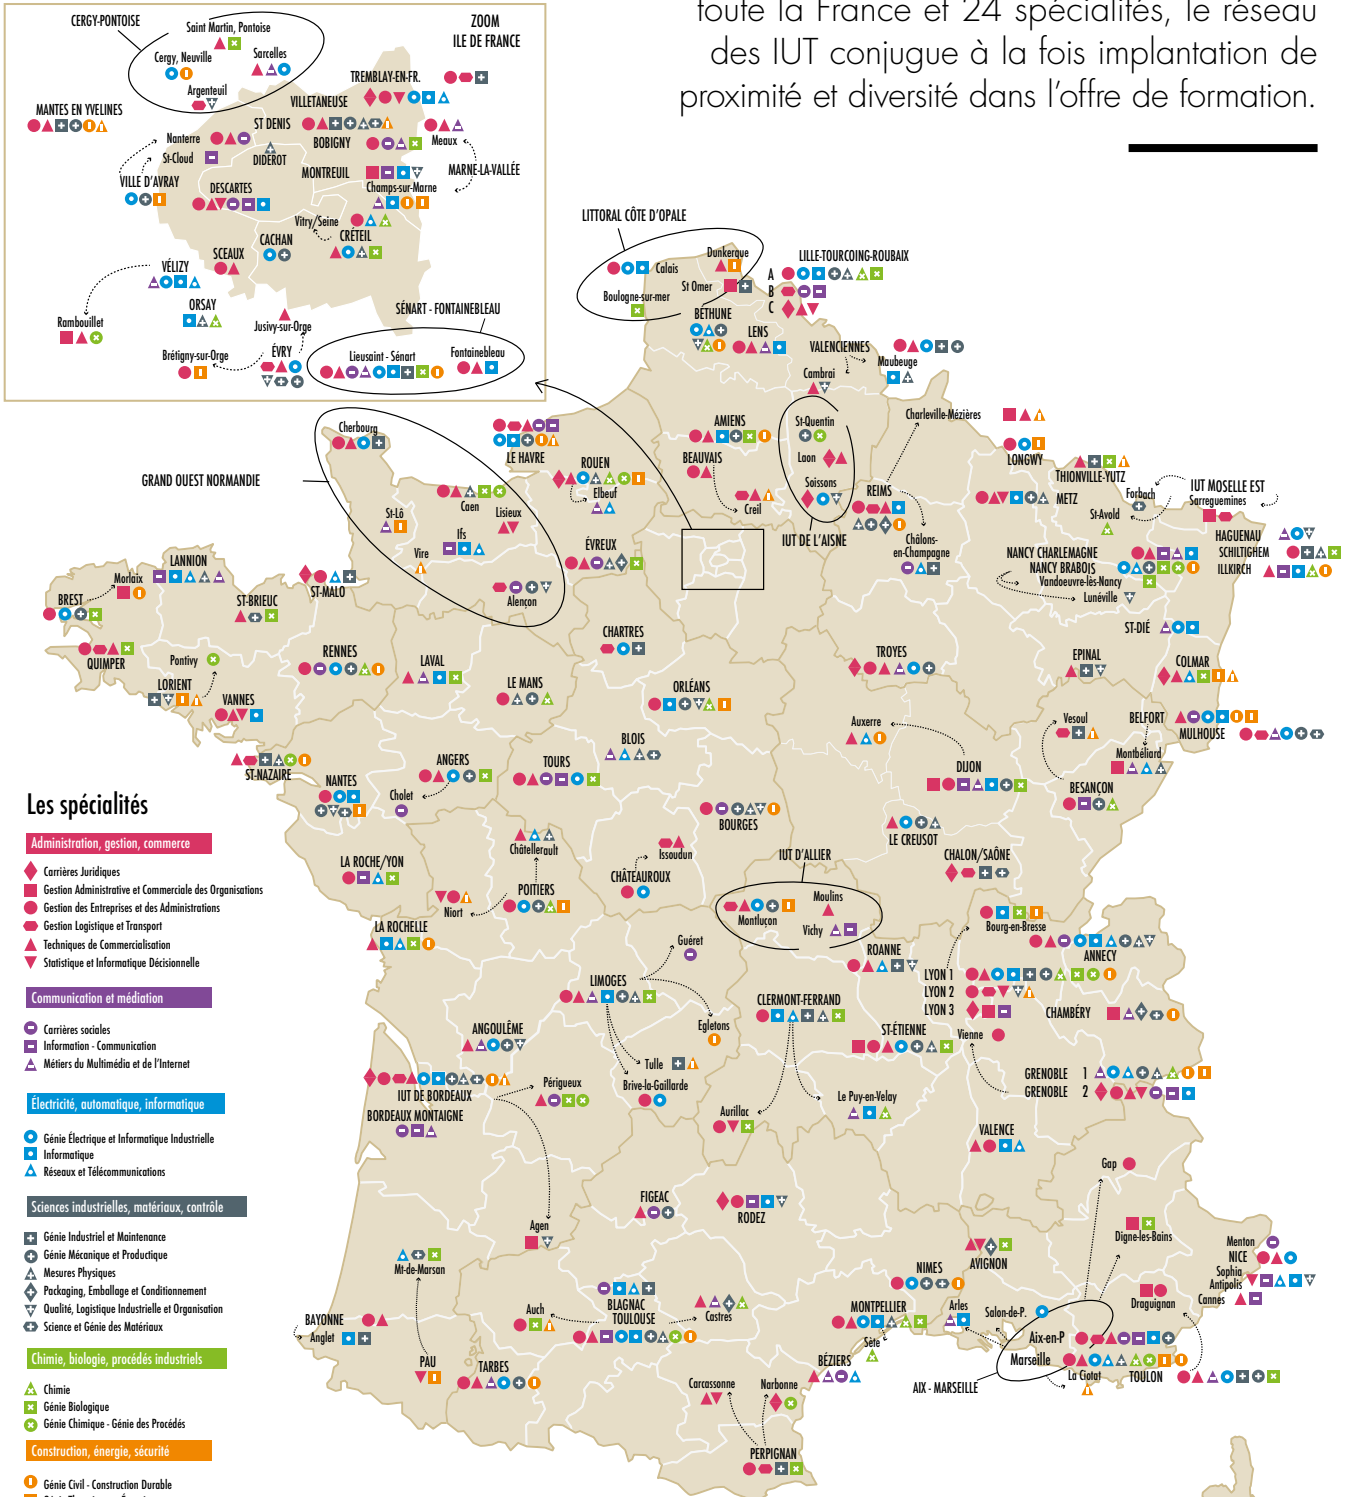 toute la France et 24 spécialités, le réseau
des IUT conjugue à la fois implantation de
proximité et diversité dans l'offre de formation.
CERGY-PONTOISE
ZOOM
ILE DE FRANCE
Saint Martin, Pontoise
Cergy, Neuville
Sarcelles
Argenteuil
TREMBLAY-EN-FR.
MANTES EN YVELINES
VILLETANEUSE
ST DENIS
Nanterre
BOBIGNY
Meaux
St-Cloud
DIDEROT
MONTREUIL
MARNE-LA-VALLÉE
VILLE D'AVRAY
DESCARTES
Champs-sur-Marne
Vitry/Seine
CRÉTEIL
CACHAN
SCEAUX
VÉLIZY
ORSAY
Rambouillet
Jusivy-sur-Orge
SÉNART - FONTAINEBLEAU
Brétigny-sur-Orge
ÉVRY
Lieusaint - Sénart
Fontainebleau
LITTORAL CÔTE D'OPALE
Calais
Dunkerque
LILLE-TOURCOING-ROUBAIX
A
B
C
St Omer
Boulogne-sur-mer
BÉTHUNE
LENS
VALENCIENNES
Maubeuge
Cambrai
Cherbourg
GRAND OUEST NORMANDIE
LE HAVRE
AMIENS
St-Quentin
Charleville-Mézières
BEAUVAIS
Laon
LONGWY
ROUEN
Elbeuf
Creil
Soissons
REIMS
THIONVILLE-YUTZ
METZ
Forbach
IUT MOSELLE EST
Sarreguemines
St-Avold
Caen
Lisieux
St-Lô
Ifs
Vire
ÉVREUX
IUT DE L'AISNE
Châlons-
en-Champagne
HAGUENAU
SCHILTIGHEM
ILLKIRCH
NANCY CHARLEMAGNE
NANCY BRABOIS
Vandoeuvre-lès-Nancy
Lunéville
Alençon
LANNION
Morlaix
BREST
ST-BRIEUC
ST-MALO
ST-DIÉ
QUIMPER
Pontivy
RENNES
LAVAL
CHARTRES
TROYES
EPINAL
COLMAR
LORIENT
VANNES
LE MANS
ORLÉANS
Auxerre
Vesoul
BELFORT
MULHOUSE
BLOIS
Montbéliard
ST-NAZAIRE
ANGERS
TOURS
DIJON
BESANÇON
NANTES
Cholet
BOURGES
LE CREUSOT
Les spécialités
Administration, gestion, commerce
Carrières Juridiques
Gestion Administrative et Commerciale des Organisations
Gestion des Entreprises et des Administrations
Gestion Logistique et Transport
Techniques de Commercialisation
Statistique et Informatique Décisionnelle
Communication et médiation
Carrières sociales
Information - Communication
Métiers du Multimédia et de l'Internet
Électricité, automatique, informatique
Génie Électrique et Informatique Industrielle
Informatique
Réseaux et Télécommunications
Sciences industrielles, matériaux, contrôle
Génie Industriel et Maintenance
Génie Mécanique et Productique
Mesures Physiques
Packaging, Emballage et Conditionnement
Qualité, Logistique Industrielle et Organisation
Science et Génie des Matériaux
Chimie, biologie, procédés industriels
Chimie
Génie Biologique
Génie Chimique - Génie des Procédés
Construction, énergie, sécurité
Génie Civil - Construction Durable
Châtellerault
Issoudun
IUT D'ALLIER
CHALON/SAÔNE
LA ROCHE/YON
POITIERS
CHÂTEAUROUX
Niort
Montluçon
Moulins
Vichy
LA ROCHELLE
Guéret
ROANNE
Bourg-en-Bresse
ANNECY
LIMOGES
LYON 1
LYON 2
LYON 3
CLERMONT-FERRAND
CHAMBÉRY
ANGOULÊME
Egletons
ST-ÉTIENNE
Vienne
Tulle
Brive-la-Gaillarde
GRENOBLE 1
GRENOBLE 2
IUT DE BORDEAUX
BORDEAUX MONTAIGNE
Périgueux
Aurillac
Le Puy-en-Velay
VALENCE
Gap
FIGEAC
RODEZ
Agen
Digne-les-Bains
Mt-de-Marsan
AVIGNON
Menton
NICE
Sophia
Antipolis
Cannes
NIMES
BLAGNAC
TOULOUSE
Auch
Castres
MONTPELLIER
Arles
Salon-de-P.
Draguignan
BAYONNE
Anglet
Sète
Aix-en-P
Marseille
PAU
TARBES
BÉZIERS
AIX - MARSEILLE
La Ciotat
TOULON
Carcassonne
Narbonne
PERPIGNAN